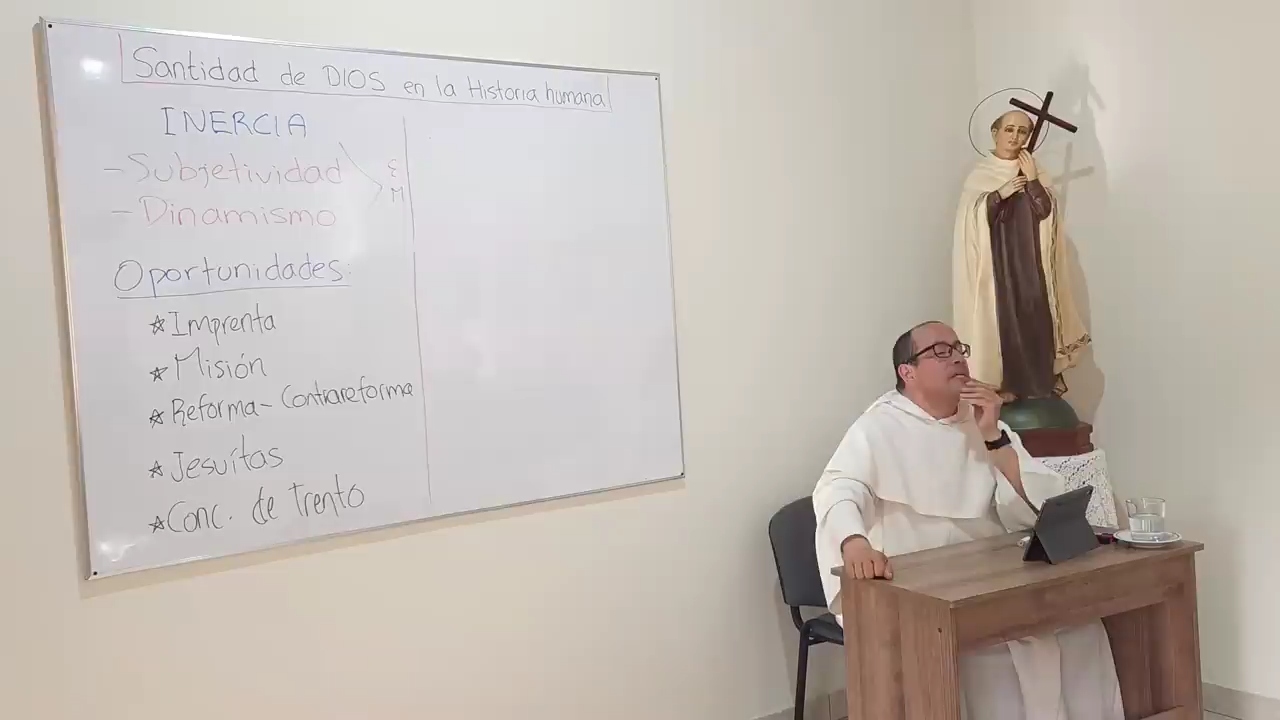 Santidad de DIOS en la Historia humana
INERCIA
- Subjetividad
- Dinamismo
E
M
Oportunidades:
☆ Imprenta
☆ Misión
☆ Reforma - Contrareforma
☆ Jesuítas
☆ Conc. de Trento